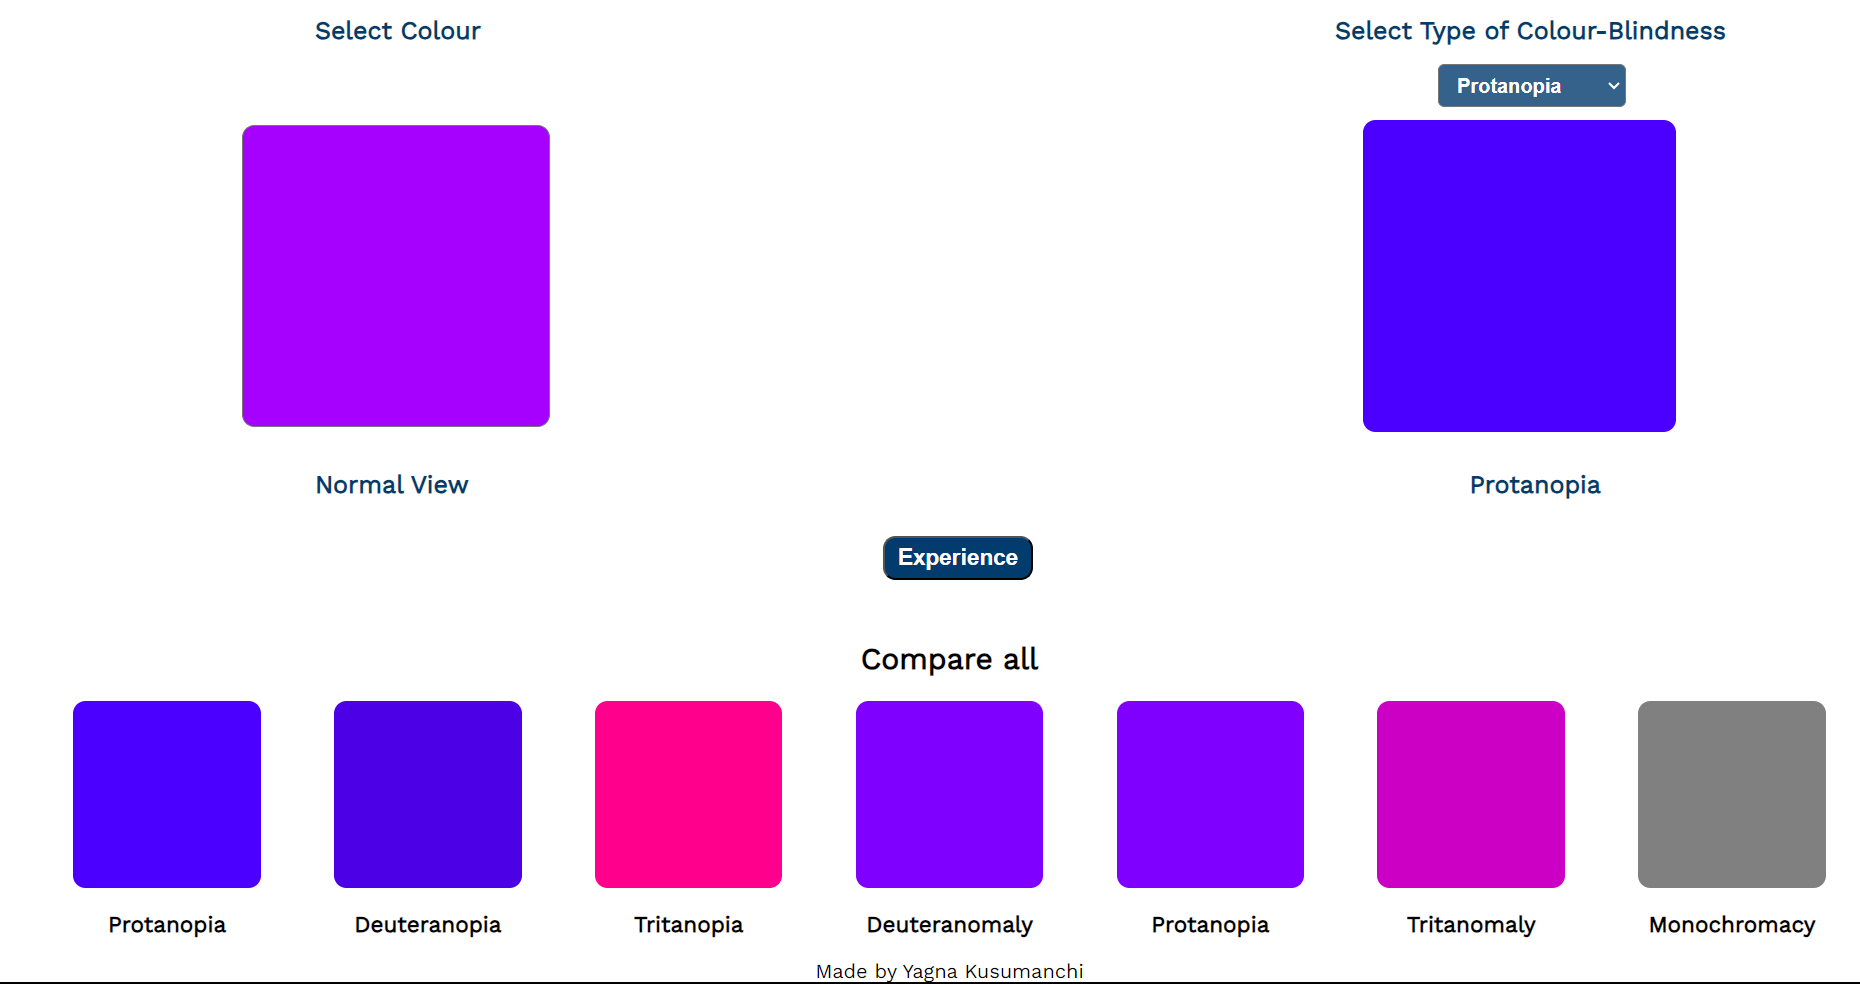 Select Colour
Select Type of Colour-Blindness
Protanopia
Normal View
Protanopia
Experience
Compare all
Protanopia
Deuteranopia
Tritanopia
Deuteranomaly
Protanopia
Tritanomaly
Monochromacy
Made by Yagna Kusumanchi